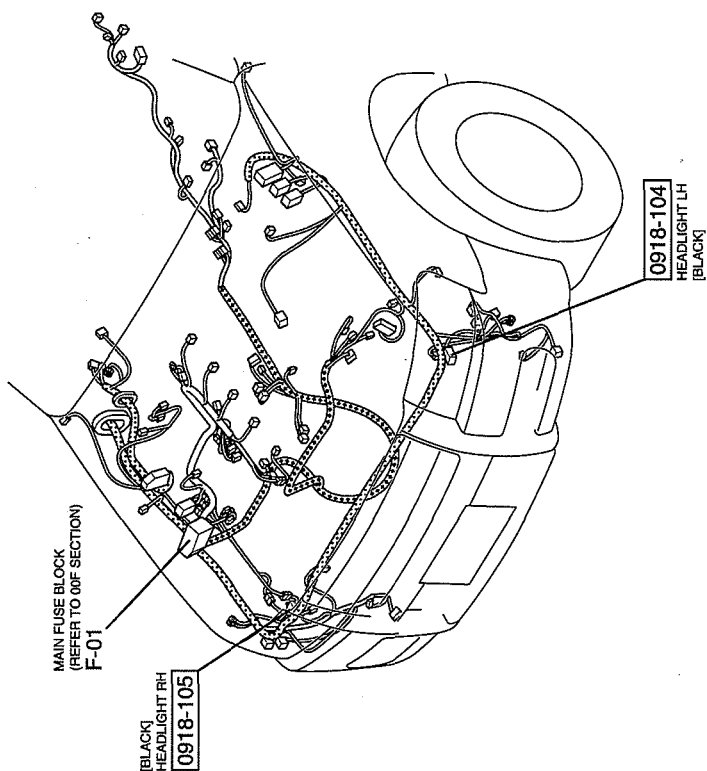 MAIN FUSE BLOCK
(REFER TO 00F SECTION)
F-01
[BLACK]
HEADLIGHT RH
0918-105
0918-104
HEADLIGHT LH
[BLACK]